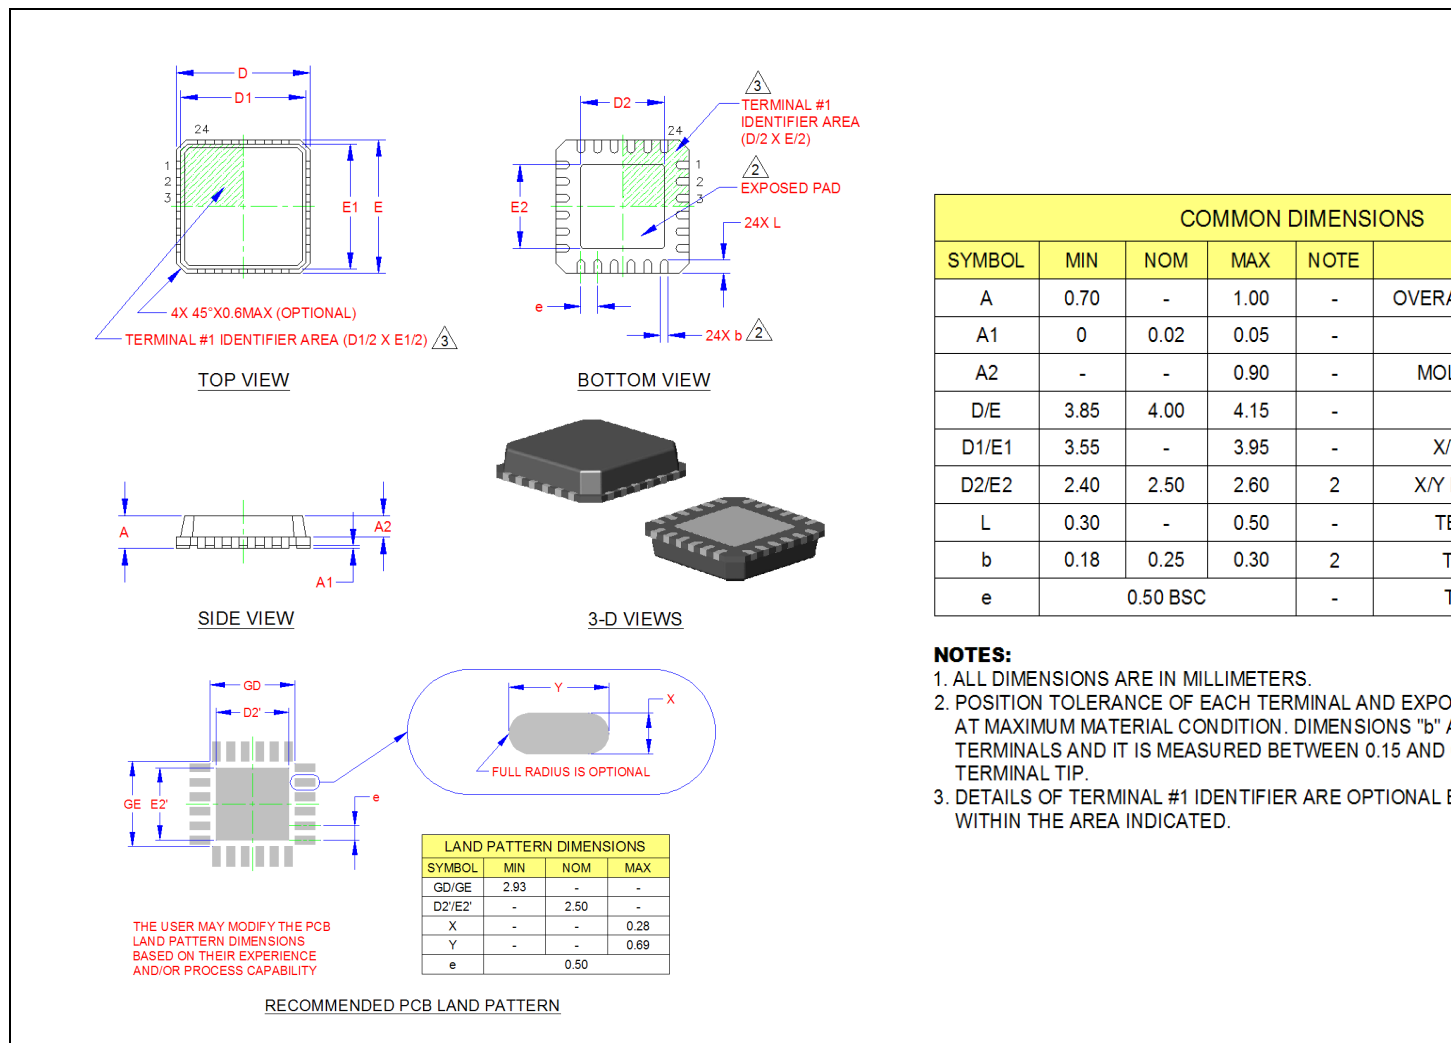 D
D1
24
1
2
3
E1
E
4X 45°X0.6MAX (OPTIONAL)
TERMINAL #1 IDENTIFIER AREA (D1/2 X E1/2) 3
TOP VIEW
D2
24
3
TERMINAL #1
IDENTIFIER AREA
(D/2 X E/2)
1
2
3
2
EXPOSED PAD
E2
24X L
e
24X b 2
BOTTOM VIEW
A
A2
A1
SIDE VIEW
3-D VIEWS
GD
D2'
GE
E2'
e
Y
X
FULL RADIUS IS OPTIONAL
THE USER MAY MODIFY THE PCB
LAND PATTERN DIMENSIONS
BASED ON THEIR EXPERIENCE
AND/OR PROCESS CAPABILITY
LAND PATTERN DIMENSIONS
SYMBOL MIN NOM MAX
GD/GE 2.93 - -
D2'/E2' - 2.50 -
X - - 0.28
Y - - 0.69
e 0.50
RECOMMENDED PCB LAND PATTERN
COMMON DIMENSIONS
SYMBOL MIN NOM MAX NOTE
A 0.70 - 1.00 - OVERA
A1 0 0.02 0.05 -
A2 - - 0.90 - MOL
D/E 3.85 4.00 4.15 -
D1/E1 3.55 - 3.95 - X/
D2/E2 2.40 2.50 2.60 2 X/Y
L 0.30 - 0.50 - TE
b 0.18 0.25 0.30 2 T
e 0.50 BSC - T
NOTES:
1. ALL DIMENSIONS ARE IN MILLIMETERS.
2. POSITION TOLERANCE OF EACH TERMINAL AND EXPO
AT MAXIMUM MATERIAL CONDITION. DIMENSIONS "b" A
TERMINALS AND IT IS MEASURED BETWEEN 0.15 AND
TERMINAL TIP.
3. DETAILS OF TERMINAL #1 IDENTIFIER ARE OPTIONAL B
WITHIN THE AREA INDICATED.